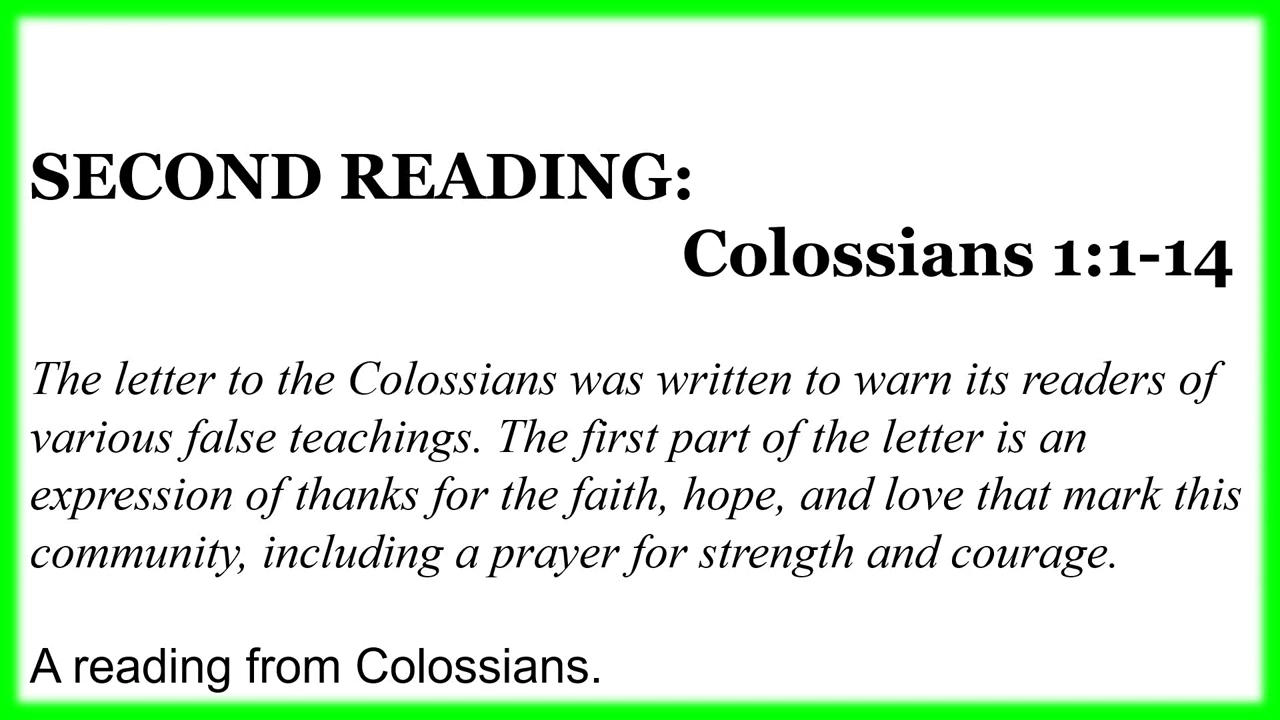 SECOND READING:
Colossians 1:1-14
The letter to the Colossians was written to warn its readers of
various false teachings. The first part of the letter is an
expression of thanks for the faith, hope, and love that mark this
community, including a prayer for strength and courage.
A reading from Colossians.